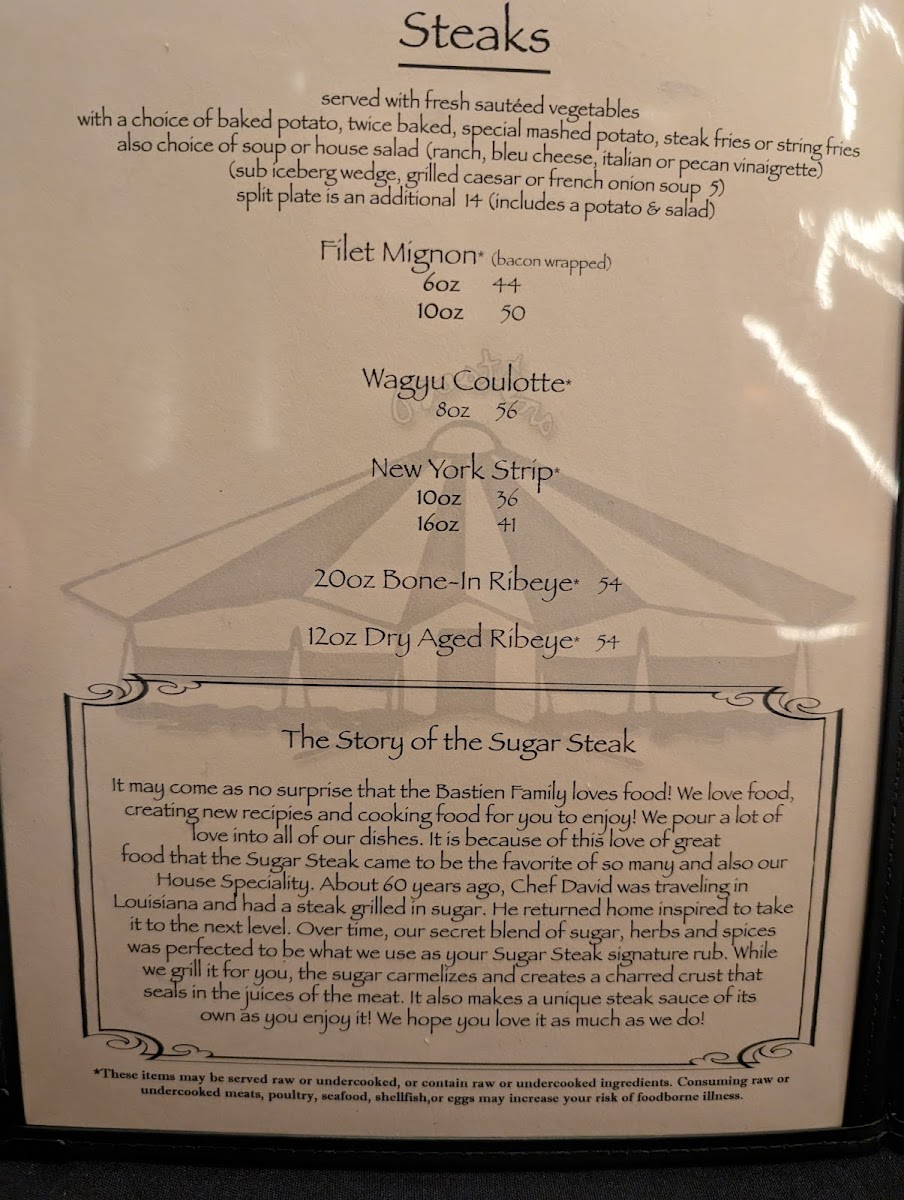 Steaks
served with fresh sautéed vegetables
with a choice of baked potato, twice baked, special mashed potato, steak fries or string fries
also choice of soup or house salad (ranch, bleu cheese, italian or pecan vinaigrette)
(sub iceberg wedge, grilled caesar or french onion soup 5)
split plate is an additional 14 (includes a potato & salad)
Filet Mignon* (bacon wrapped)
6oz 44
10oz 50
Wagyu Coulotte*
8oz 56
New York Strip*
10oz 36
16oz 41
20oz Bone-In Ribeye* 54
12oz Dry Aged Ribeye* 54
The Story of the Sugar Steak
It may come as no surprise that the Bastien Family loves food! We love food,
creating new recipies and cooking food for you to enjoy! We pour a lot of
love into all of our dishes. It is because of this love of great
food that the Sugar Steak came to be the favorite of so many and also our
House Speciality. About 60 years ago, Chef David was traveling in
Louisiana and had a steak grilled in sugar. He returned home inspired to take
it to the next level. Over time, our secret blend of sugar, herbs and spices
was perfected to be what we use as your Sugar Steak signature rub. While
we grill it for you, the sugar carmelizes and creates a charred crust that
seals in the juices of the meat. It also makes a unique steak sauce of its
own as you enjoy it! We hope you love it as much as we do!
*These items may be served raw or undercooked, or contain raw or undercooked ingredients. Consuming raw or
undercooked meats, poultry, seafood, shellfish,or eggs may increase your risk of foodborne illness.